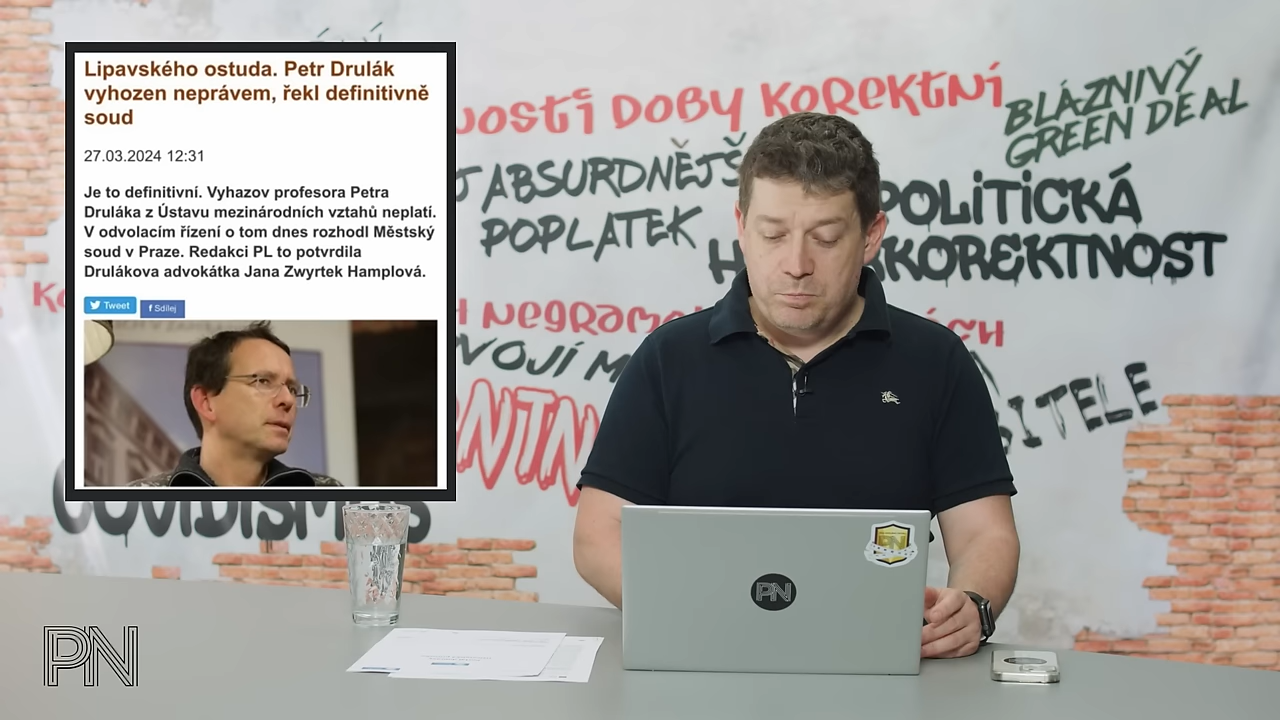 Lipavského ostuda. Petr Drulák
vyhozen neprávem, řekl definitivně
soud
27.03.2024 12:31
Je to definitivní. Vyhazov profesora Petra
Druláka z Ústavu mezinárodních vztahů neplatí.
V odvolacím řízení o tom dnes rozhodl Městský
soud v Praze. Redakci PL to potvrdila
Drulákova advokátka Jana Zwyrtek Hamplová.
Tweet
Sdílej
DOBY KOREKTNÍ
BLÁZNIVÝ
GREEN DEAL
ABSURDNĚJŠ
POPLATEK
POLITICKÁ
KOREKTNOST
COVIDISMUS
PN
PN